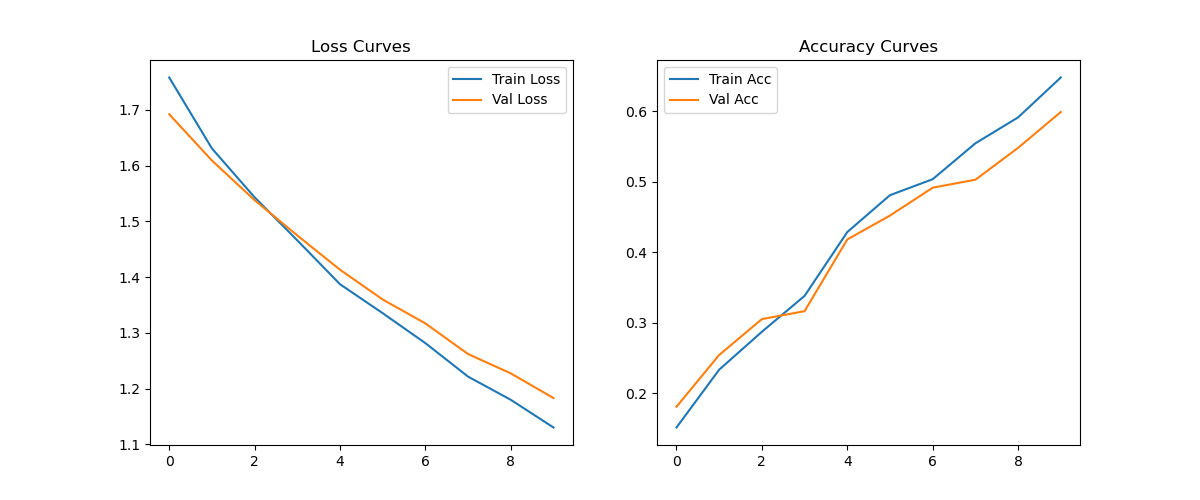 Loss Curves
Train Loss
Val Loss
1.7
1.6
1.5
1.4
1.3
1.2
1.1
0 2 4 6 8
Accuracy Curves
Train Acc
Val Acc
0.6
0.5
0.4
0.3
0.2
0 2 4 6 8